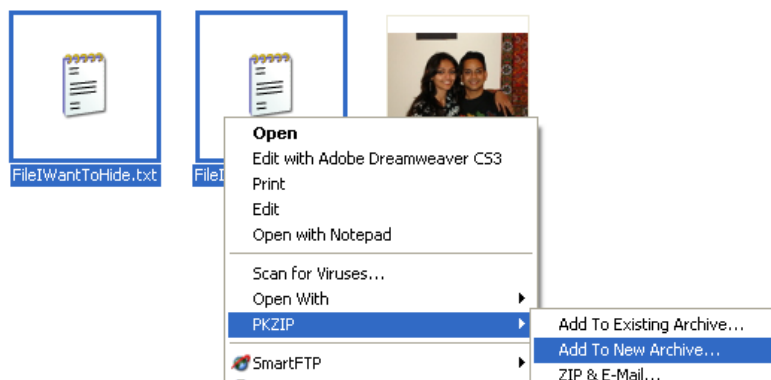 FileIWantToHide.txt
FileI
Open
Edit with Adobe Dreamweaver CS3
Print
Edit
Open with Notepad
Scan for Viruses...
Open With
PKZIP
Add To Existing Archive...
Add To New Archive...
SmartFTP
ZIP & E-Mail...